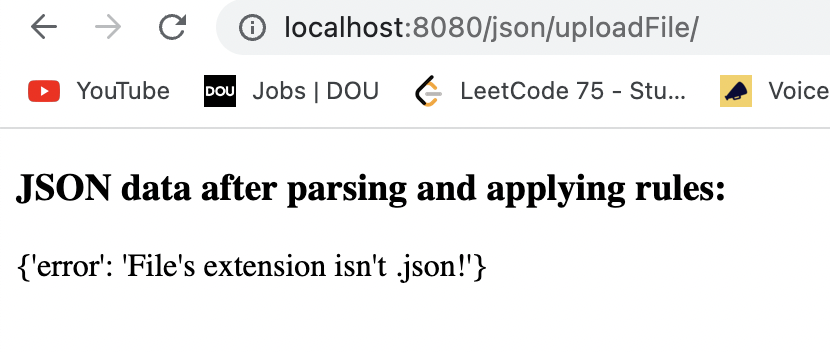 localhost:8080/json/uploadFile/
YouTube DOU Jobs | DOU LeetCode 75 - Stu... Voice
JSON data after parsing and applying rules:
{'error': 'File's extension isn't .json!'}